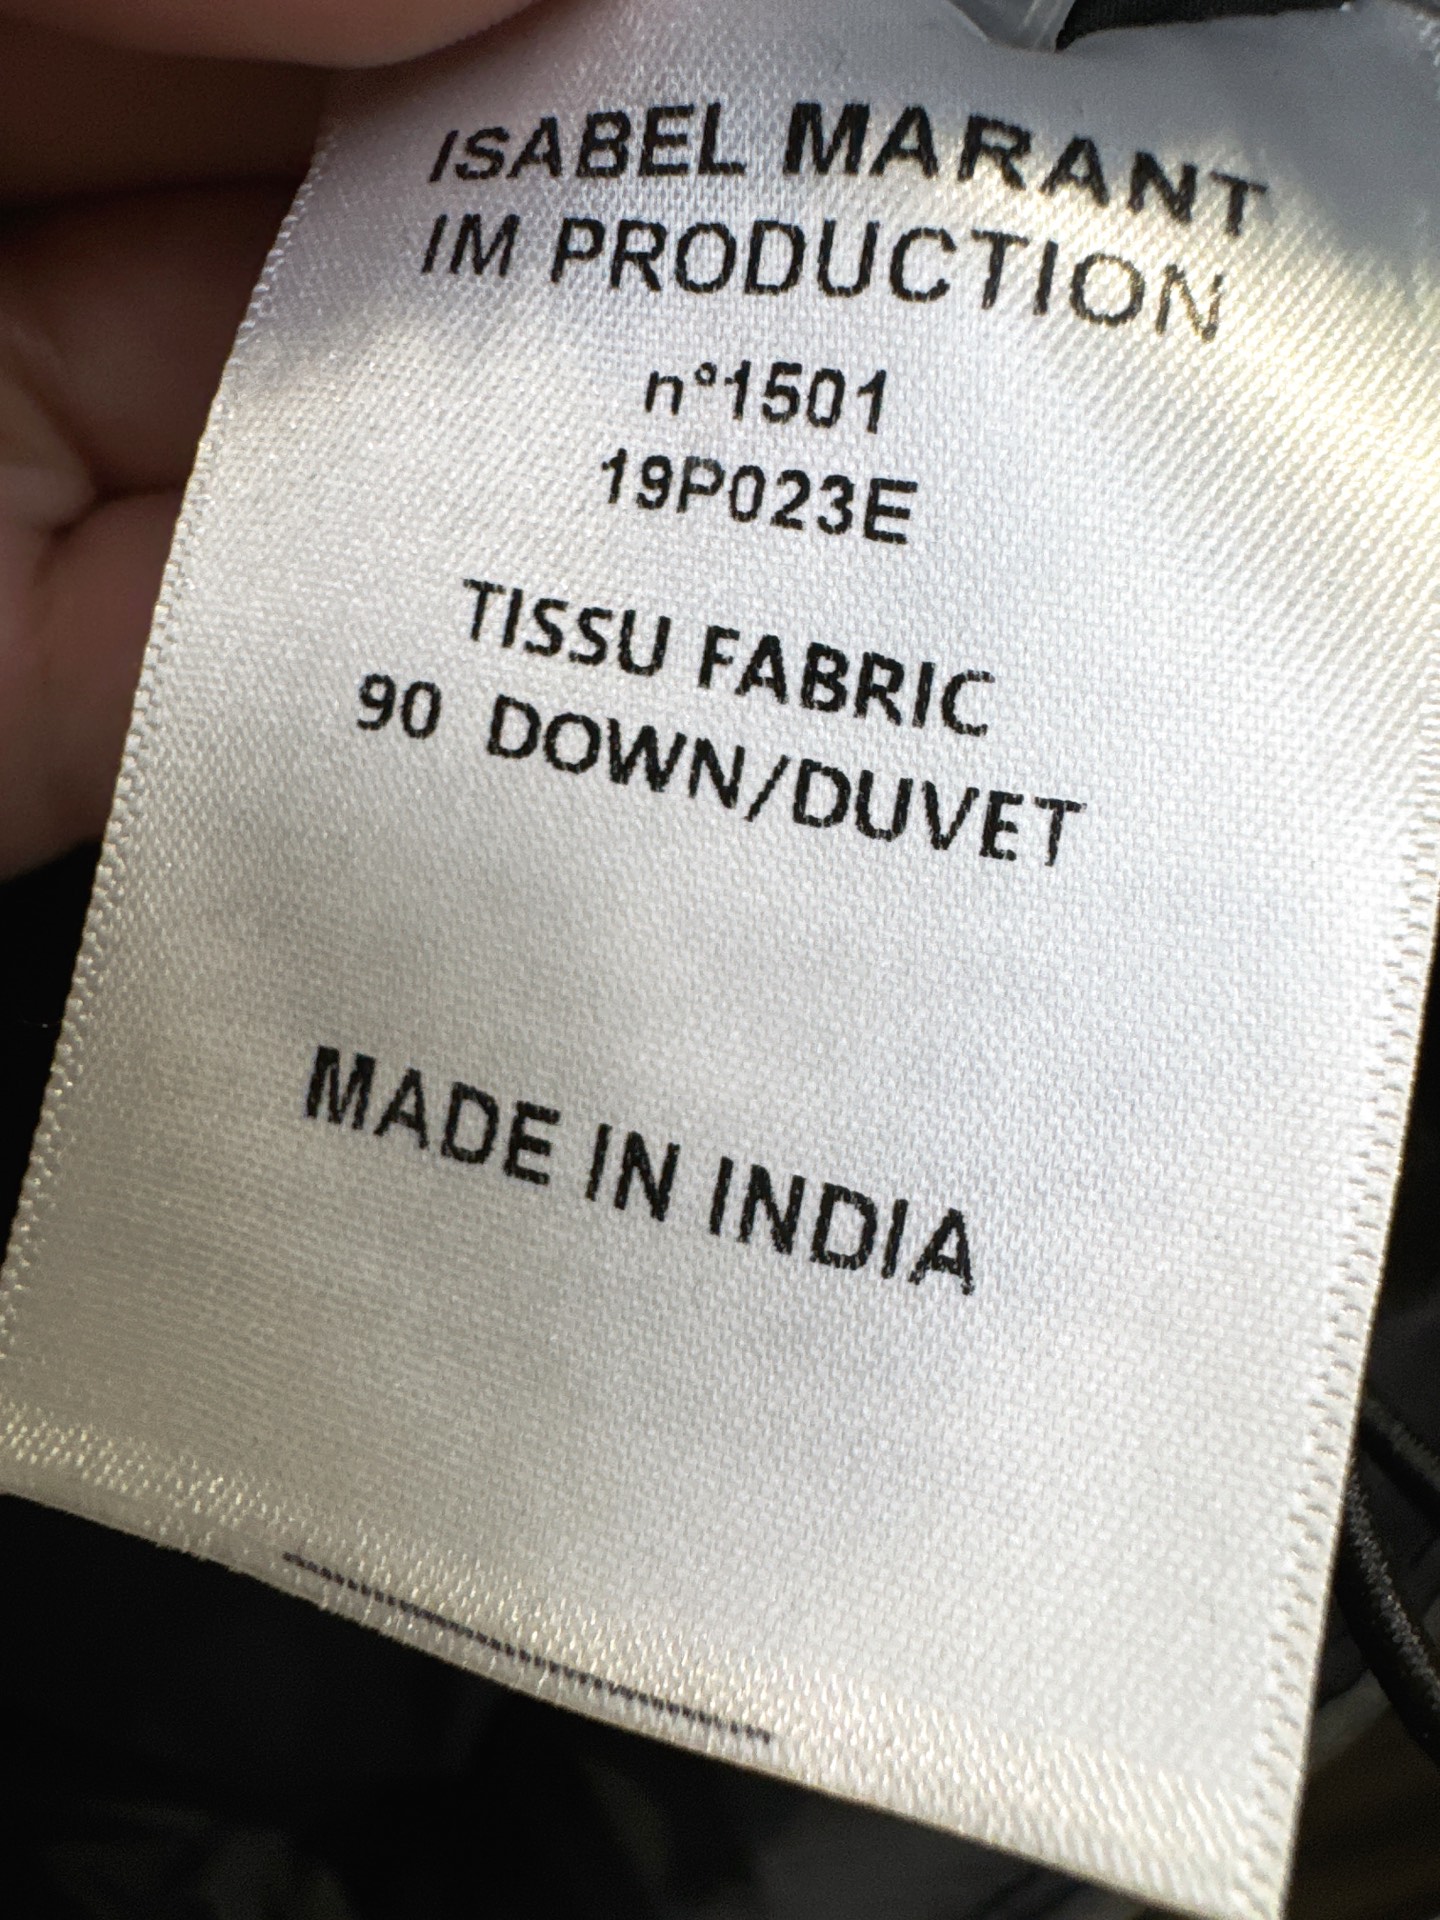 ISABEL MARANT
IM PRODUCTION
n°1501
19P023E
TISSU FABRIC
90 DOWN/DUVET
MADE IN INDIA